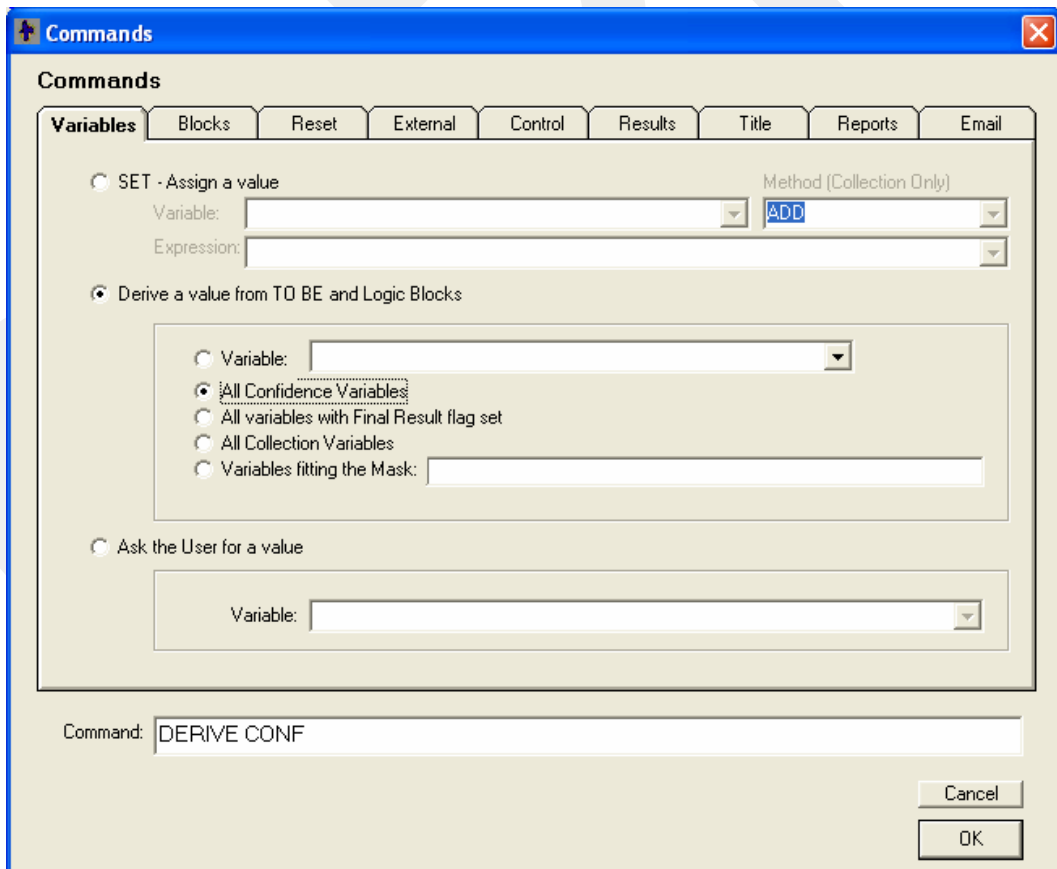 Commands
Commands
Variables Blocks Reset External Control Results Title Reports Email
SET - Assign a value Method (Collection Only)
Variable: ADD
Expression:
Derive a value from TO BE and Logic Blocks
Variable:
All Confidence Variables
All variables with Final Result flag set
All Collection Variables
Variables fitting the Mask:
Ask the User for a value
Variable:
Command: DERIVE CONF
Cancel
OK